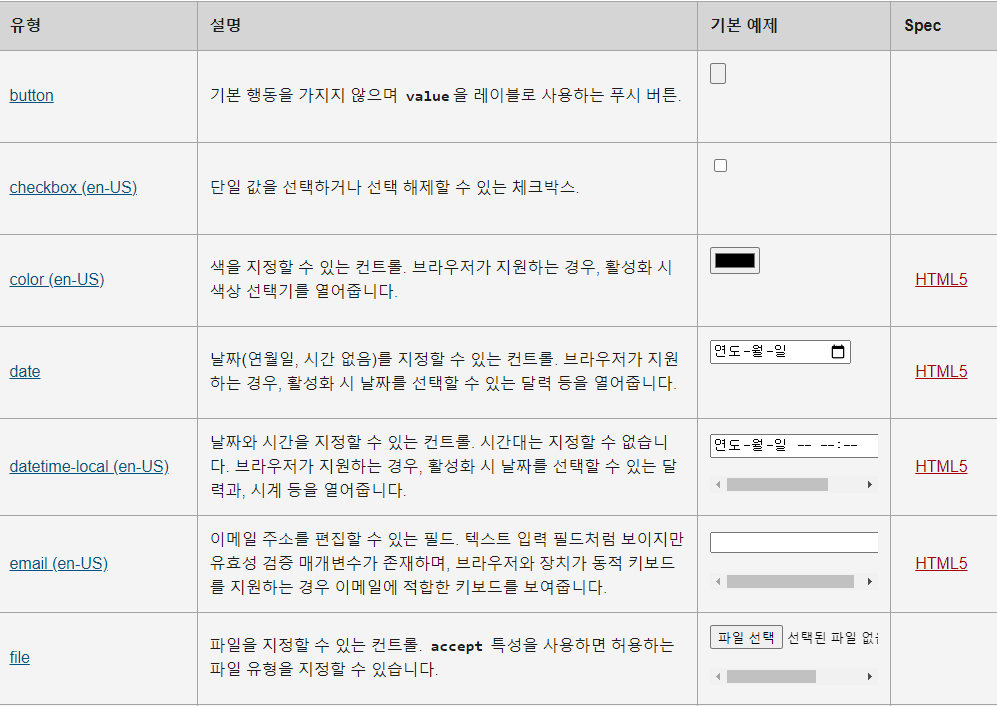 유형 설명 기본 예제 Spec
button 기본 행동을 가지지 않으며 value을 레이블로 사용하는 푸시 버튼.
checkbox (en-US) 단일 값을 선택하거나 선택 해제할 수 있는 체크박스.
color (en-US) 색을 지정할 수 있는 컨트롤. 브라우저가 지원하는 경우, 활성화 시
색상 선택기를 열어줍니다.
HTML5
date 날짜(연월일, 시간 없음)를 지정할 수 있는 컨트롤. 브라우저가 지원
하는 경우, 활성화 시 날짜를 선택할 수 있는 달력 등을 열어줍니다.
연도-월-일
HTML5
datetime-local (en-US) 날짜와 시간을 지정할 수 있는 컨트롤. 시간대는 지정할 수 없습니
다. 브라우저가 지원하는 경우, 활성화 시 날짜를 선택할 수 있는 달
력과, 시계 등을 열어줍니다.
연도-월-일 -- --:--
HTML5
email (en-US) 이메일 주소를 편집할 수 있는 필드. 텍스트 입력 필드처럼 보이지만
유효성 검증 매개변수가 존재하며, 브라우저와 장치가 동적 키보드
를 지원하는 경우 이메일에 적합한 키보드를 보여줍니다.
HTML5
file 파일을 지정할 수 있는 컨트롤. accept 특성을 사용하면 허용하는
파일 유형을 지정할 수 있습니다.
파일 선택 선택된 파일